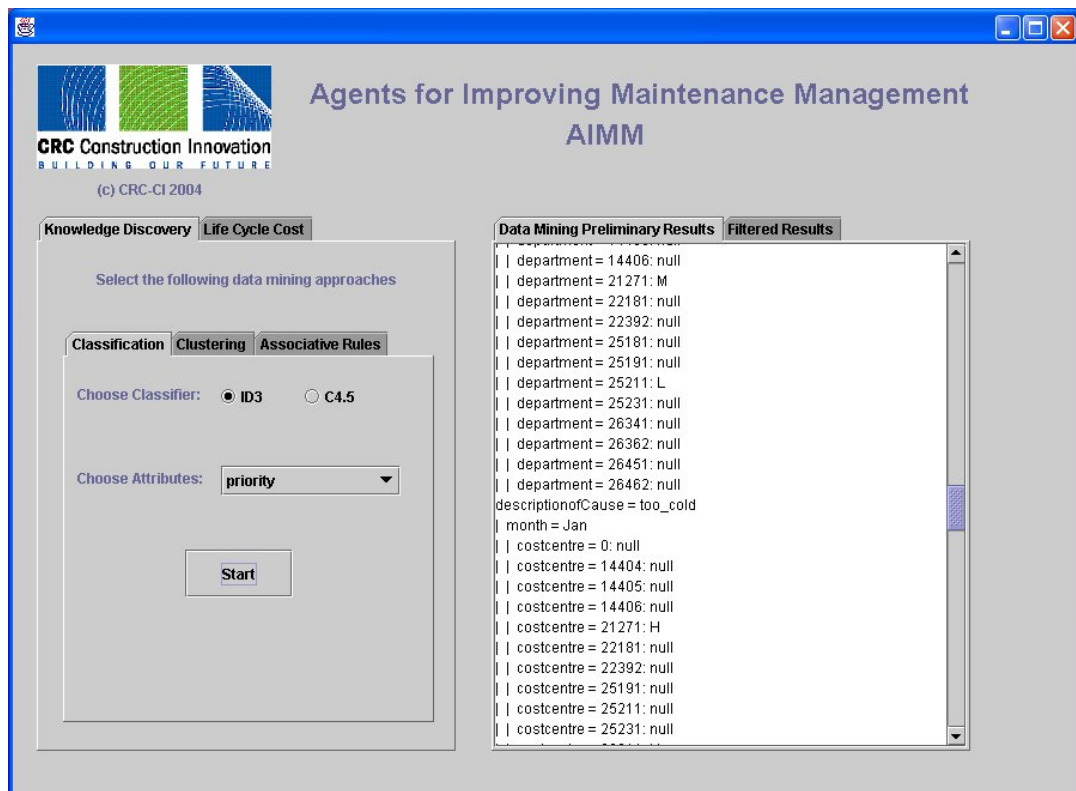 Agents for Improving Maintenance Management
AIMM
CRC Construction Innovation
BUILDING OUR FUTURE
(c) CRC-CI 2004
Knowledge Discovery Life Cycle Cost
Select the following data mining approaches
Classification Clustering Associative Rules
Choose Classifier: ID3 C4.5
Choose Attributes: priority
Start
Data Mining Preliminary Results Filtered Results
| | department = 14406: null
| | department = 21271: M
| | department = 22181: null
| | department = 22392: null
| | department = 25181: null
| | department = 25191: null
| | department = 25211: L
| | department = 25231: null
| | department = 26341: null
| | department = 26362: null
| | department = 26451: null
| | department = 26462: null
descriptionofCause = too_cold
| month = Jan
| | costcentre = 0: null
| | costcentre = 14404: null
| | costcentre = 14405: null
| | costcentre = 14406: null
| | costcentre = 21271: H
| | costcentre = 22181: null
| | costcentre = 22392: null
| | costcentre = 25191: null
| | costcentre = 25211: null
| | costcentre = 25231: null